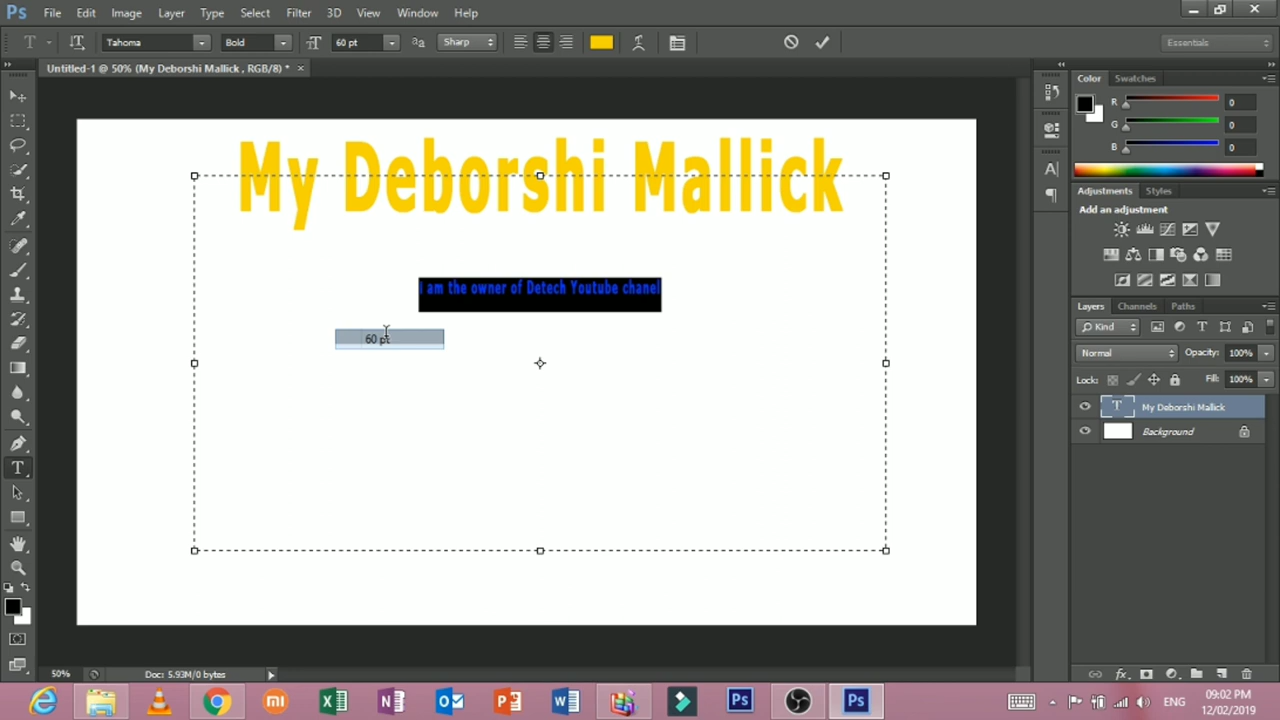 Ps File Edit Image Layer Type Select Filter 3D View Window Help
T Tahoma Bold 60 pt Sharp Essentials
Untitled-1 @ 50% (My Deborshi Mallick , RGB/8) * ×
Color Swatches
R 0
G 0
B 0
Adjustments Styles
Add an adjustment
My Deborshi Mallick
I am the owner of Detech Youtube chanel
60 pt
Layers Channels Paths
Kind
Normal Opacity: 100%
Lock: Fill: 100%
T My Deborshi Mallick
Background
50% Doc: 5.93M/0 bytes
ENG 09:02 PM
12/02/2019